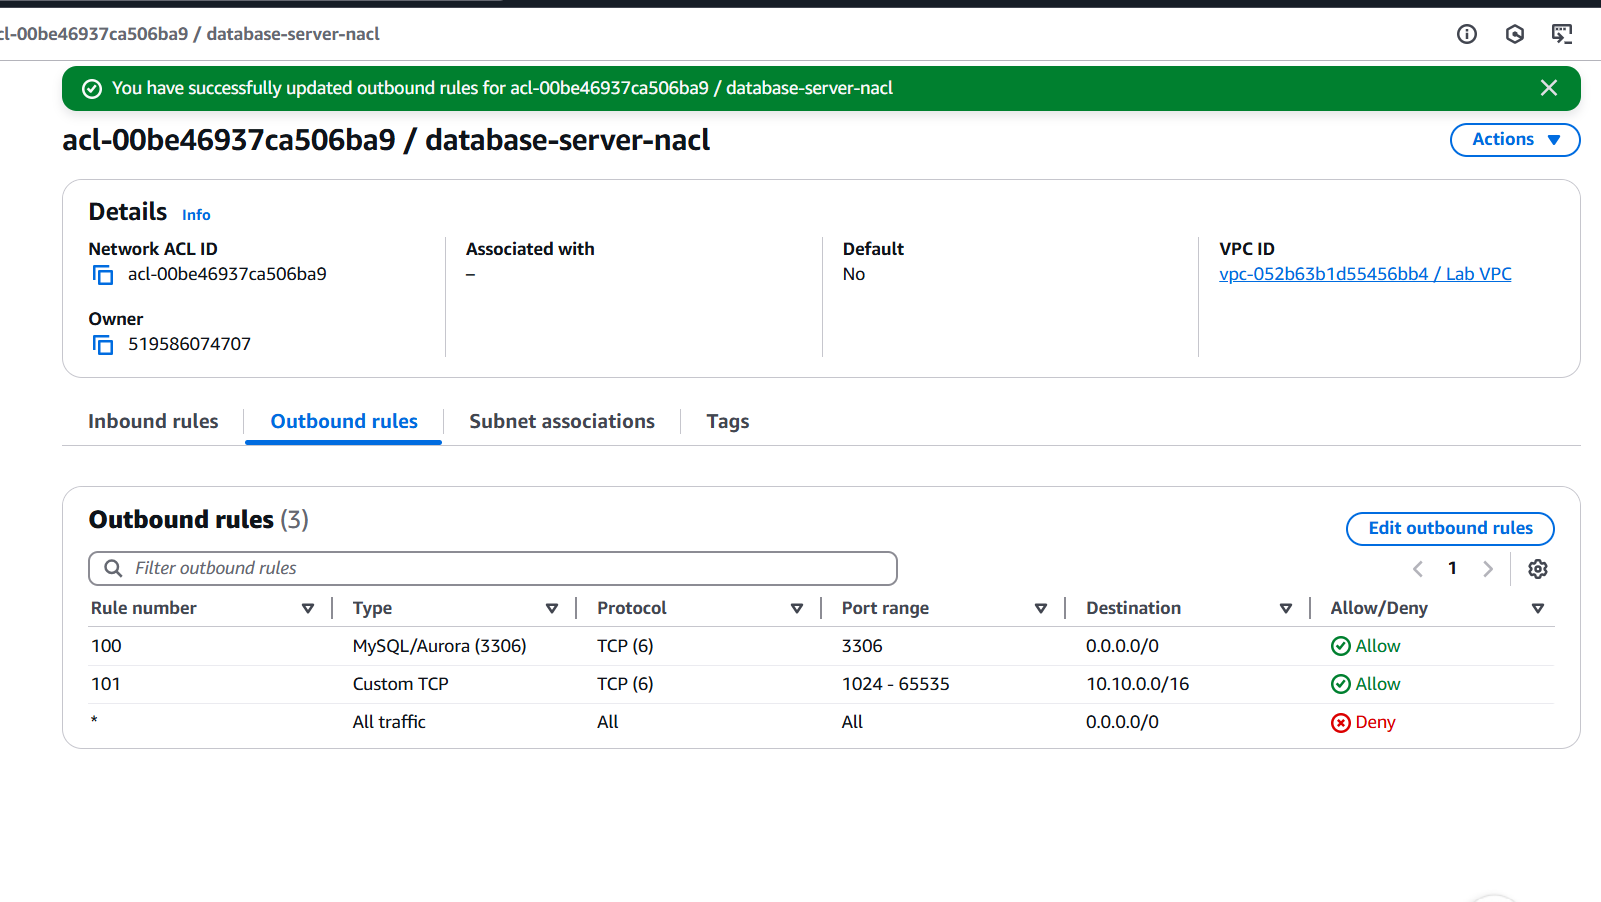 cl-00be46937ca506ba9 / database-server-nacl
You have successfully updated outbound rules for acl-00be46937ca506ba9 / database-server-nacl
acl-00be46937ca506ba9 / database-server-nacl
Actions
Details Info
Network ACL ID
acl-00be46937ca506ba9
Associated with
–
Default
No
VPC ID
vpc-052b63b1d55456bb4 / Lab VPC
Owner
519586074707
Inbound rules Outbound rules Subnet associations Tags
Outbound rules (3)
Edit outbound rules
Filter outbound rules
1
Rule number Type Protocol Port range Destination Allow/Deny
100 MySQL/Aurora (3306) TCP (6) 3306 0.0.0.0/0 Allow
101 Custom TCP TCP (6) 1024 - 65535 10.10.0.0/16 Allow
* All traffic All All 0.0.0.0/0 Deny